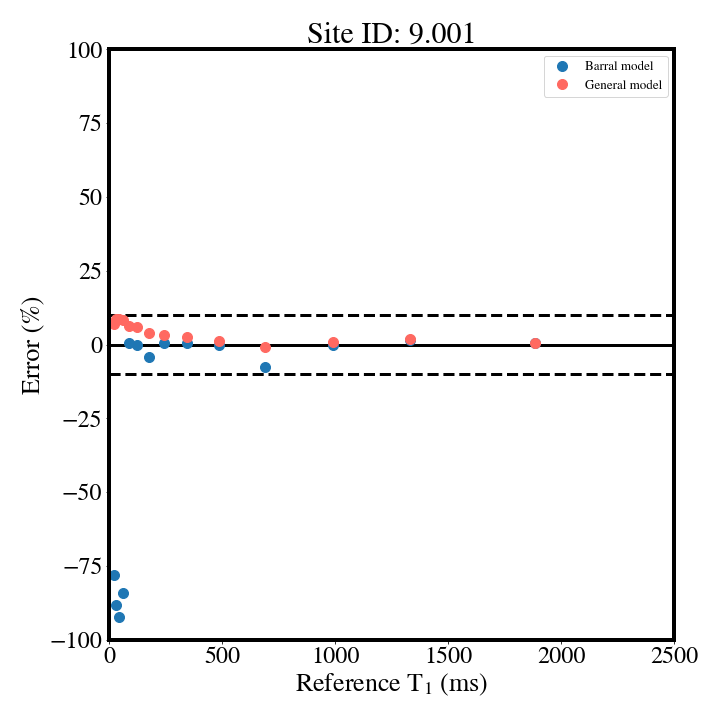 Site ID: 9.001
Barral model
General model
100
75
50
25
0
−25
−50
−75
−100
Error (%)
0 500 1000 1500 2000 2500
Reference T₁ (ms)